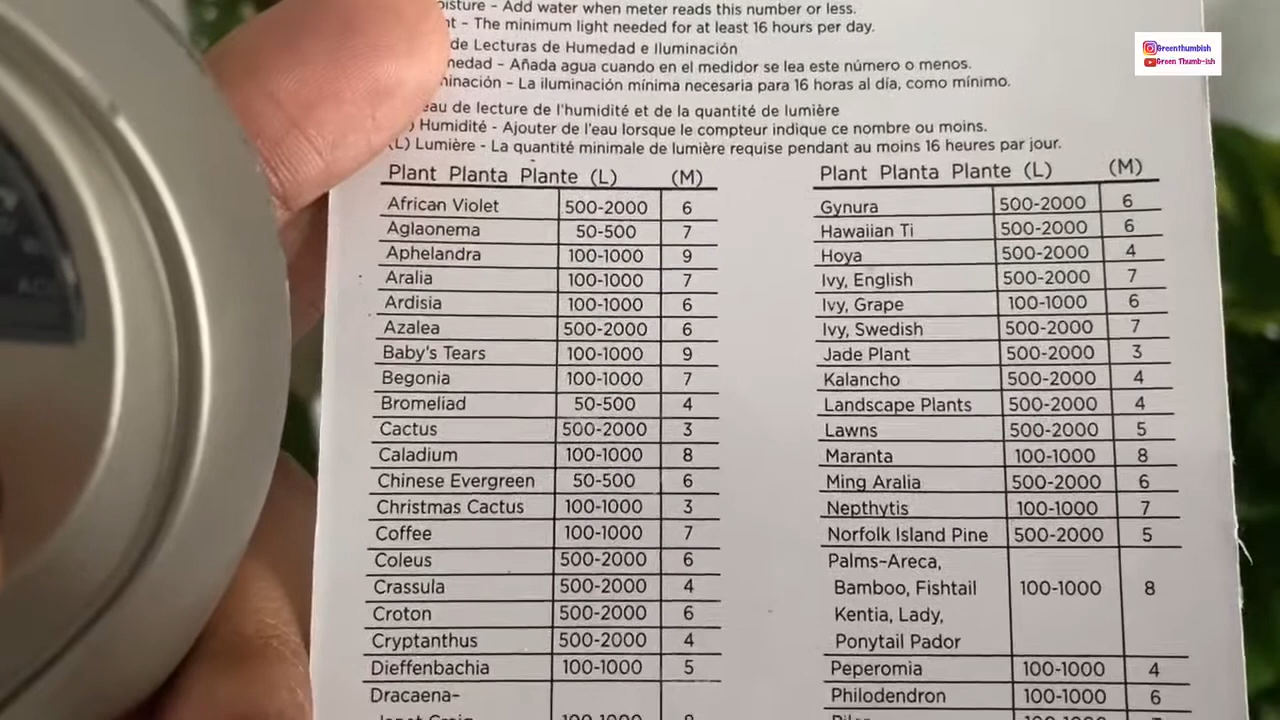 Greenthumbish
Green Thumb-ish
oisture - Add water when meter reads this number or less.
ht - The minimum light needed for at least 16 hours per day.
de Lecturas de Humedad e Iluminación
medad - Añada agua cuando en el medidor se lea este número o menos.
minación - La iluminación mínima necesaria para 16 horas al día, como mínimo.
eau de lecture de l'humidité et de la quantité de lumière
) Humidité - Ajouter de l'eau lorsque le compteur indique ce nombre ou moins.
(L) Lumière - La quantité minimale de lumière requise pendant au moins 16 heures par jour.
Plant Planta Plante (L) (M)
African Violet 500-2000 6
Aglaonema 50-500 7
Aphelandra 100-1000 9
Aralia 100-1000 7
Ardisia 100-1000 6
Azalea 500-2000 6
Baby's Tears 100-1000 9
Begonia 100-1000 7
Bromeliad 50-500 4
Cactus 500-2000 3
Caladium 100-1000 8
Chinese Evergreen 50-500 6
Christmas Cactus 100-1000 3
Coffee 100-1000 7
Coleus 500-2000 6
Crassula 500-2000 4
Croton 500-2000 6
Cryptanthus 500-2000 4
Dieffenbachia 100-1000 5
Dracaena-
Plant Planta Plante (L) (M)
Gynura 500-2000 6
Hawaiian Ti 500-2000 6
Hoya 500-2000 4
Ivy, English 500-2000 7
Ivy, Grape 100-1000 6
Ivy, Swedish 500-2000 7
Jade Plant 500-2000 3
Kalancho 500-2000 4
Landscape Plants 500-2000 4
Lawns 500-2000 5
Maranta 100-1000 8
Ming Aralia 500-2000 6
Nepthytis 100-1000 7
Norfolk Island Pine 500-2000 5
Palms-Areca,
Bamboo, Fishtail 100-1000 8
Kentia, Lady,
Ponytail Pador
Peperomia 100-1000 4
Philodendron 100-1000 6